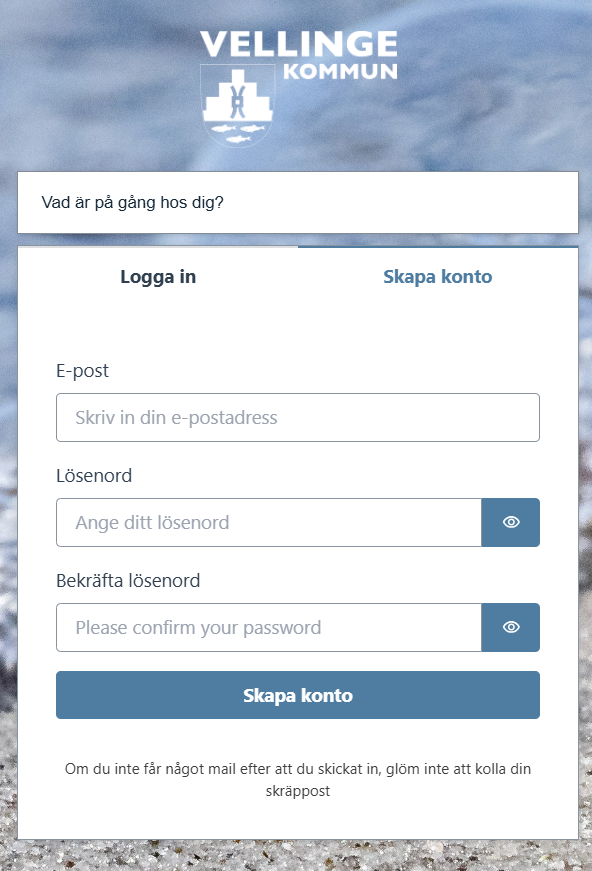 VELLINGE
KOMMUN
Vad är på gång hos dig?
Logga in
Skapa konto
E-post
Skriv in din e-postadress
Lösenord
Ange ditt lösenord
Bekräfta lösenord
Please confirm your password
Skapa konto
Om du inte får något mail efter att du skickat in, glöm inte att kolla din
skräppost